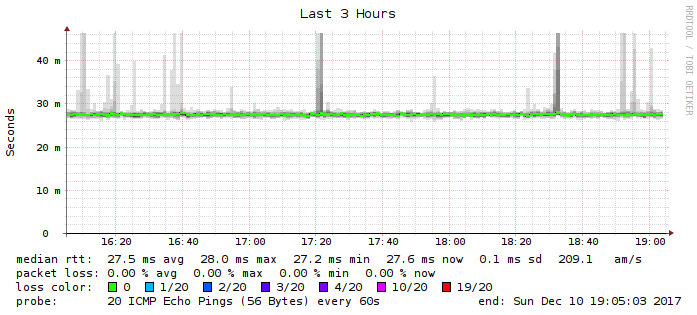 Last 3 Hours
RRDTOOL / TOBI OETIKER
Seconds
40 m
30 m
20 m
10 m
0
16:20 16:40 17:00 17:20 17:40 18:00 18:20 18:40 19:00
median rtt: 27.5 ms avg 28.0 ms max 27.2 ms min 27.6 ms now 0.1 ms sd 209.1 am/s
packet loss: 0.00 % avg 0.00 % max 0.00 % min 0.00 % now
loss color: 0 1/20 2/20 3/20 4/20 10/20 19/20
probe: 20 ICMP Echo Pings (56 Bytes) every 60s end: Sun Dec 10 19:05:03 2017